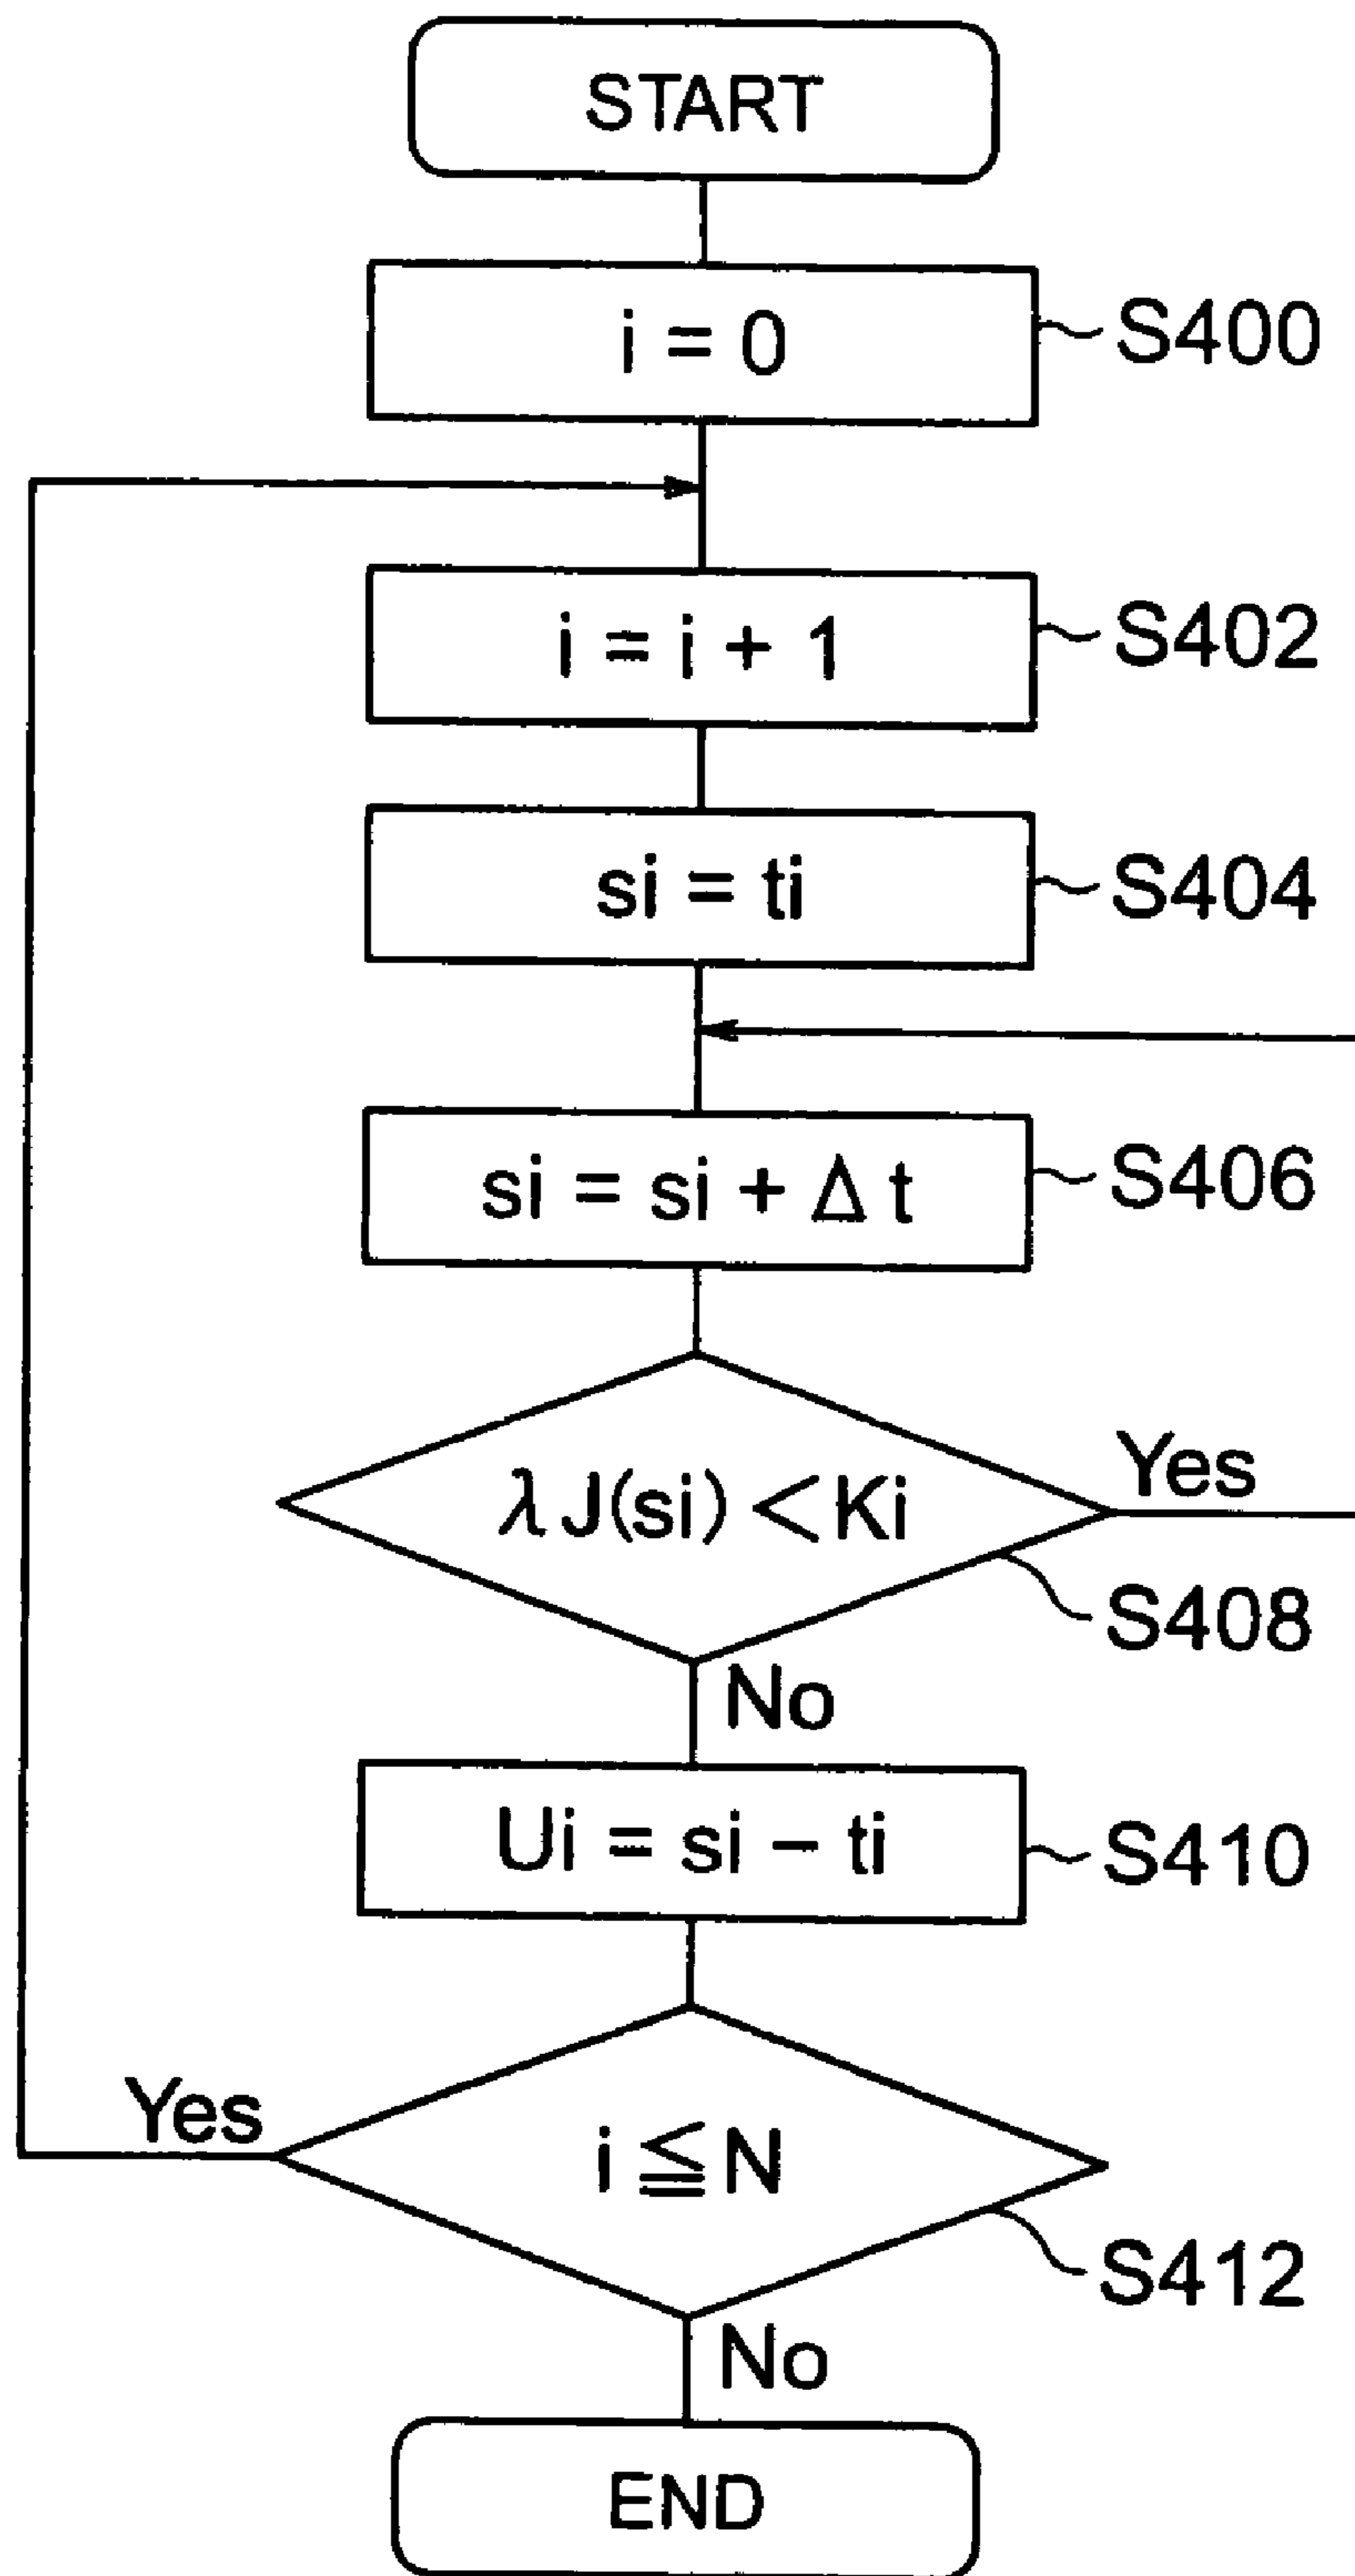 START
i = 0
S400
i = i + 1
S402
si = ti
S404
si = si + Δ t
S406
λ J(si) < Ki
Yes
S408
No
Ui = si – ti
S410
Yes
i ≦ N
S412
No
END